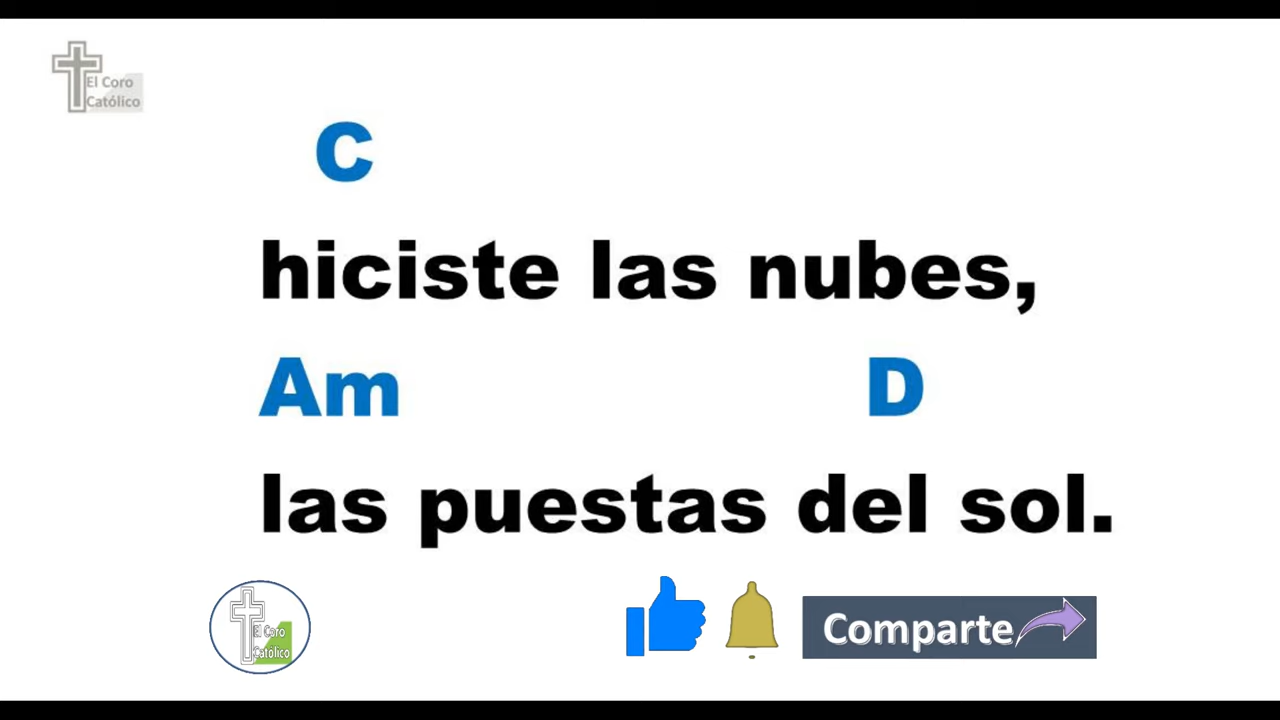 El Coro
Católico
C
hiciste las nubes,
Am D
las puestas del sol.
El Coro
Católico
Comparte